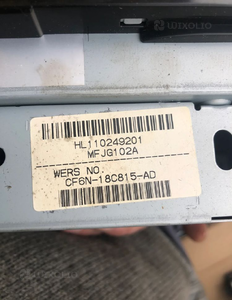 HL110249201
MFJG102A
WERS NO.
CF6N-18C815-AD